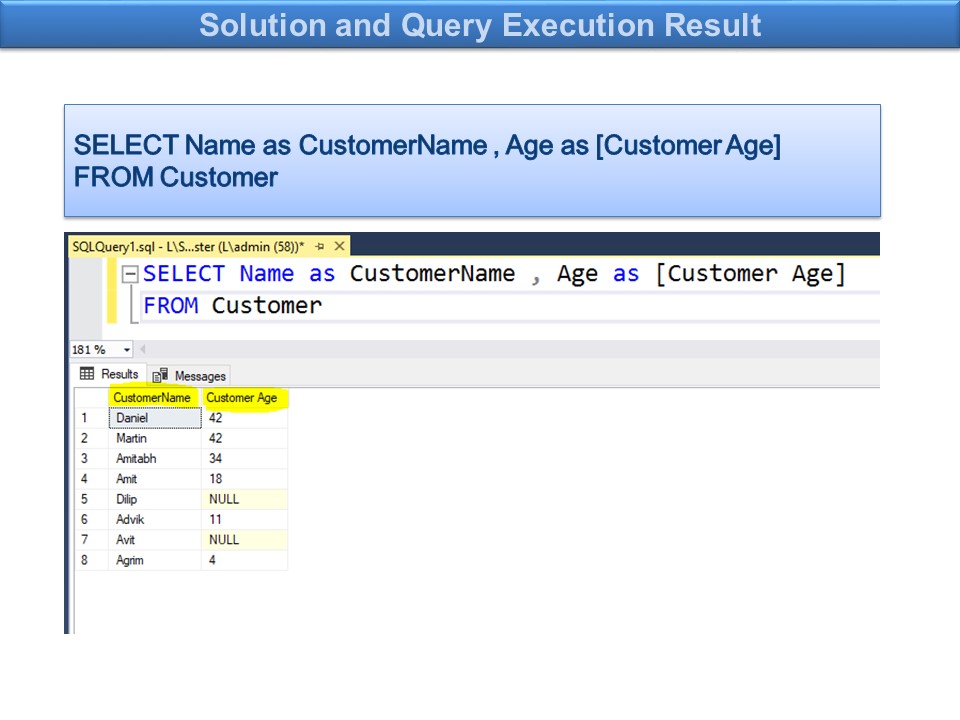 Solution and Query Execution Result
SELECT Name as CustomerName , Age as [Customer Age]
FROM Customer
SQLQuery1.sql - L\S...ster (L\admin (58))*
SELECT Name as CustomerName , Age as [Customer Age]
FROM Customer
181 %
Results Messages
CustomerName Customer Age
1 Daniel 42
2 Martin 42
3 Amitabh 34
4 Amit 18
5 Dilip NULL
6 Advik 11
7 Avit NULL
8 Agrim 4